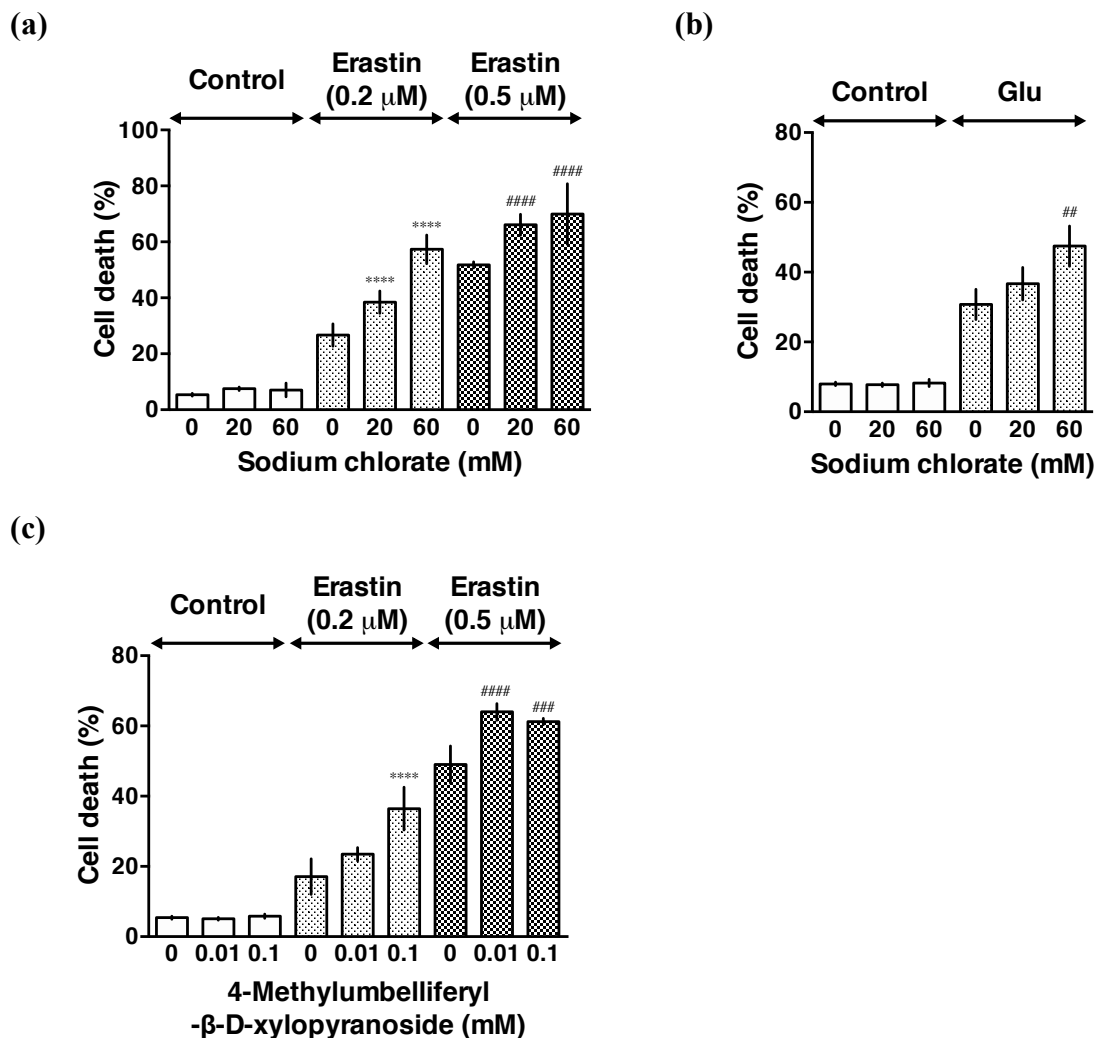 (a)
Control
Erastin
(0.2 μM)
Erastin
(0.5 μM)
100
80
60
40
20
0
Cell death (%)
****
****
####
####
0 20 60 0 20 60 0 20 60
Sodium chlorate (mM)
(b)
Control
Glu
80
60
40
20
0
Cell death (%)
##
0 20 60 0 20 60
Sodium chlorate (mM)
(c)
Control
Erastin
(0.2 μM)
Erastin
(0.5 μM)
80
60
40
20
0
Cell death (%)
****
####
###
0 0.01 0.1 0 0.01 0.1 0 0.01 0.1
4-Methylumbelliferyl
-β-D-xylopyranoside (mM)